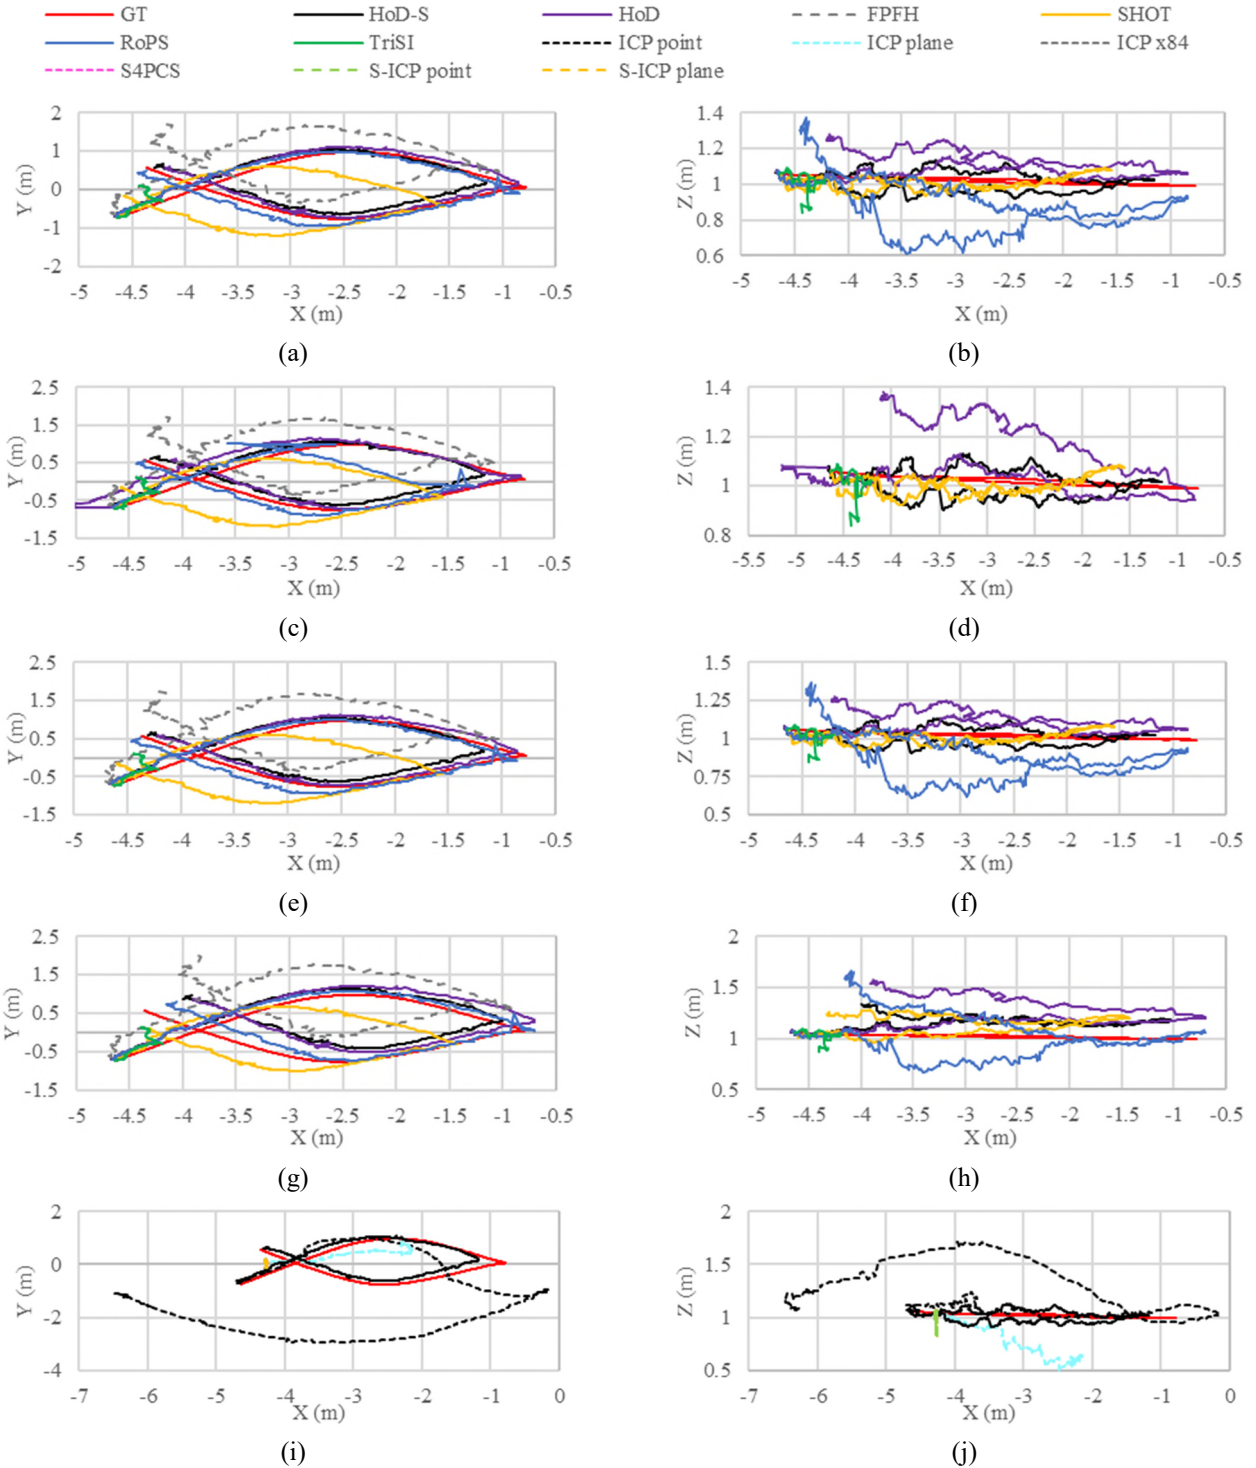 GT HoD-S HoD FPFH SHOT
RoPS TriSI ICP point ICP plane ICP x84
S4PCS S-ICP point S-ICP plane
2
1
0
-1
-2
Y (m)
-5 -4.5 -4 -3.5 -3 -2.5 -2 -1.5 -1 -0.5
X (m)
(a)
1.4
1.2
1
0.8
0.6
Z (m)
-5 -4.5 -4 -3.5 -3 -2.5 -2 -1.5 -1 -0.5
X (m)
(b)
2.5
1.5
0.5
-0.5
-1.5
Y (m)
-5 -4.5 -4 -3.5 -3 -2.5 -2 -1.5 -1 -0.5
X (m)
(c)
1.4
1.2
1
0.8
Z (m)
-5.5 -5 -4.5 -4 -3.5 -3 -2.5 -2 -1.5 -1 -0.5
X (m)
(d)
2.5
1.5
0.5
-0.5
-1.5
Y (m)
-5 -4.5 -4 -3.5 -3 -2.5 -2 -1.5 -1 -0.5
X (m)
(e)
1.5
1.25
1
0.75
0.5
Z (m)
-5 -4.5 -4 -3.5 -3 -2.5 -2 -1.5 -1 -0.5
X (m)
(f)
2.5
1.5
0.5
-0.5
-1.5
Y (m)
-5 -4.5 -4 -3.5 -3 -2.5 -2 -1.5 -1 -0.5
X (m)
(g)
2
1.5
1
0.5
Z (m)
-5 -4.5 -4 -3.5 -3 -2.5 -2 -1.5 -1 -0.5
X (m)
(h)
2
0
-2
-4
Y (m)
-7 -6 -5 -4 -3 -2 -1 0
X (m)
(i)
2
1.5
1
0.5
Z (m)
-7 -6 -5 -4 -3 -2 -1 0
X (m)
(j)